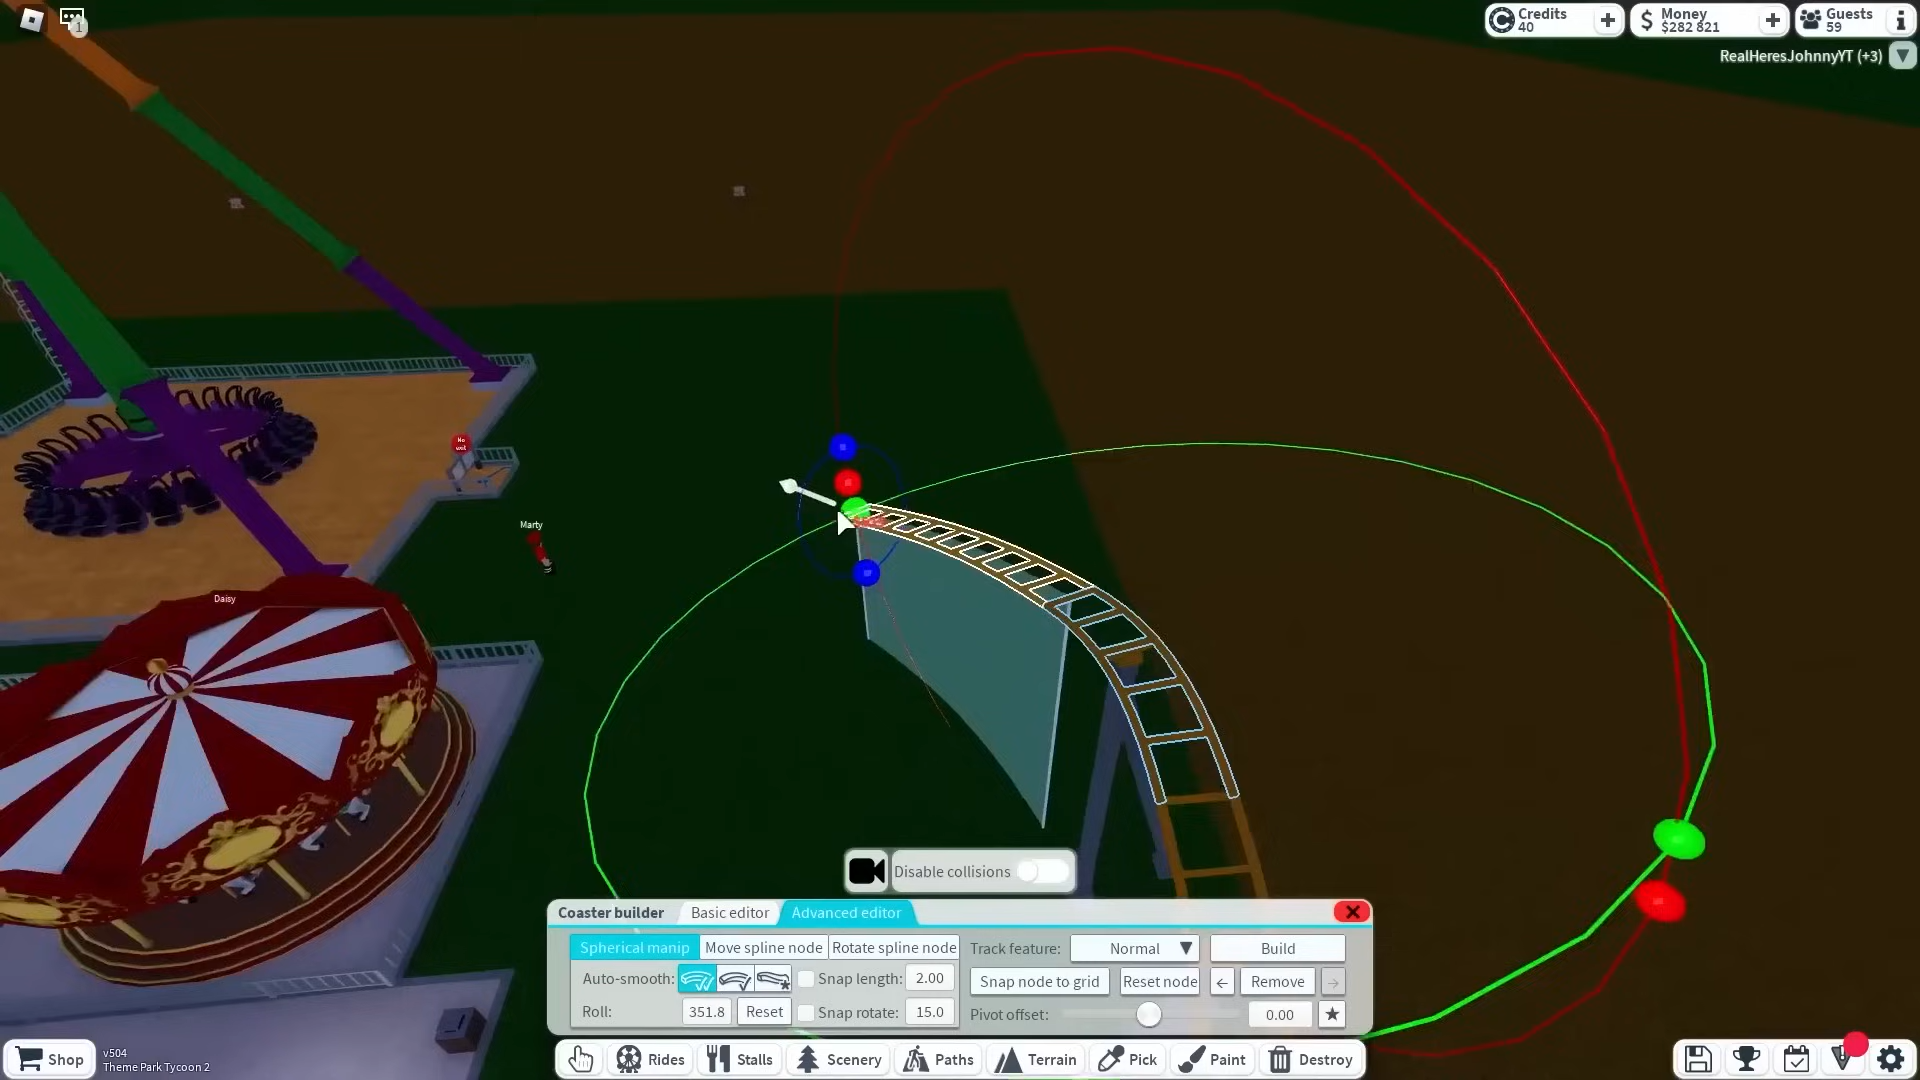 1
Credits
40
Money
$282 821
Guests
59
RealHeresJohnnyYT (+3)
No
exit
Marty
Daisy
Disable collisions
Coaster builder
Basic editor
Advanced editor
Spherical manip
Move spline node
Rotate spline node
Track feature:
Normal
Build
Auto-smooth:
Snap length:
2.00
Snap node to grid
Reset node
Remove
Roll:
351.8
Reset
Snap rotate:
15.0
Pivot offset:
0.00
Shop
v504
Theme Park Tycoon 2
Rides
Stalls
Scenery
Paths
Terrain
Pick
Paint
Destroy